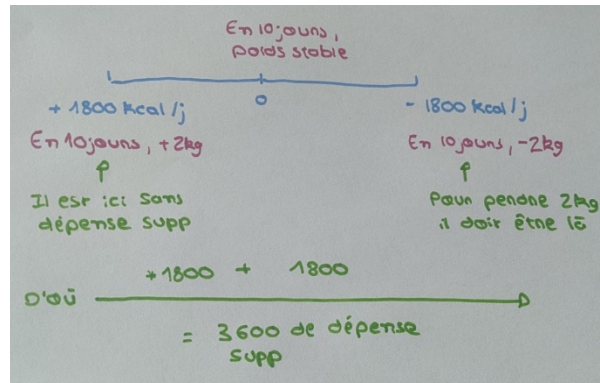 En 10 jours,
poids stable
0
+ 1800 kcal/j
- 1800 kcal/j
En 10 jours, +2kg
En 10 jours, -2kg
Il est ici sans
dépense supp
Pour perdre 2kg
il doit être là
+1800 + 1800
D'où
= 3600 de dépense
supp